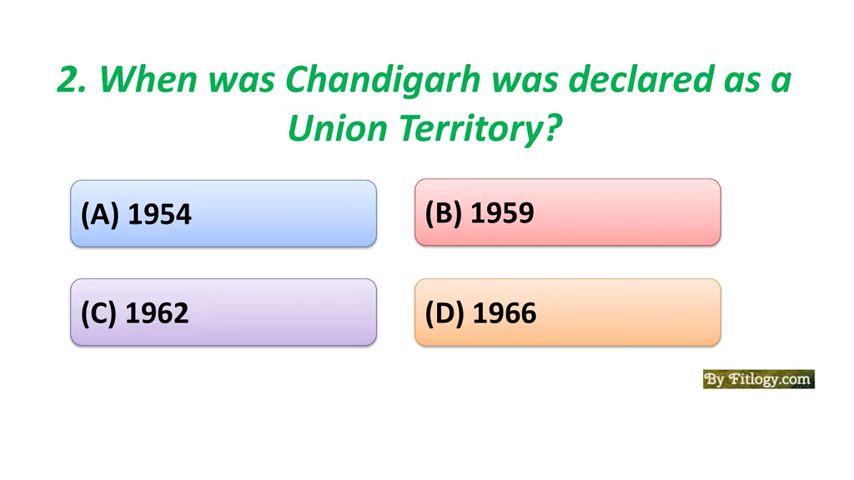 2. When was Chandigarh was declared as a
Union Territory?
(A) 1954
(B) 1959
(C) 1962
(D) 1966
By Fitlogy.com